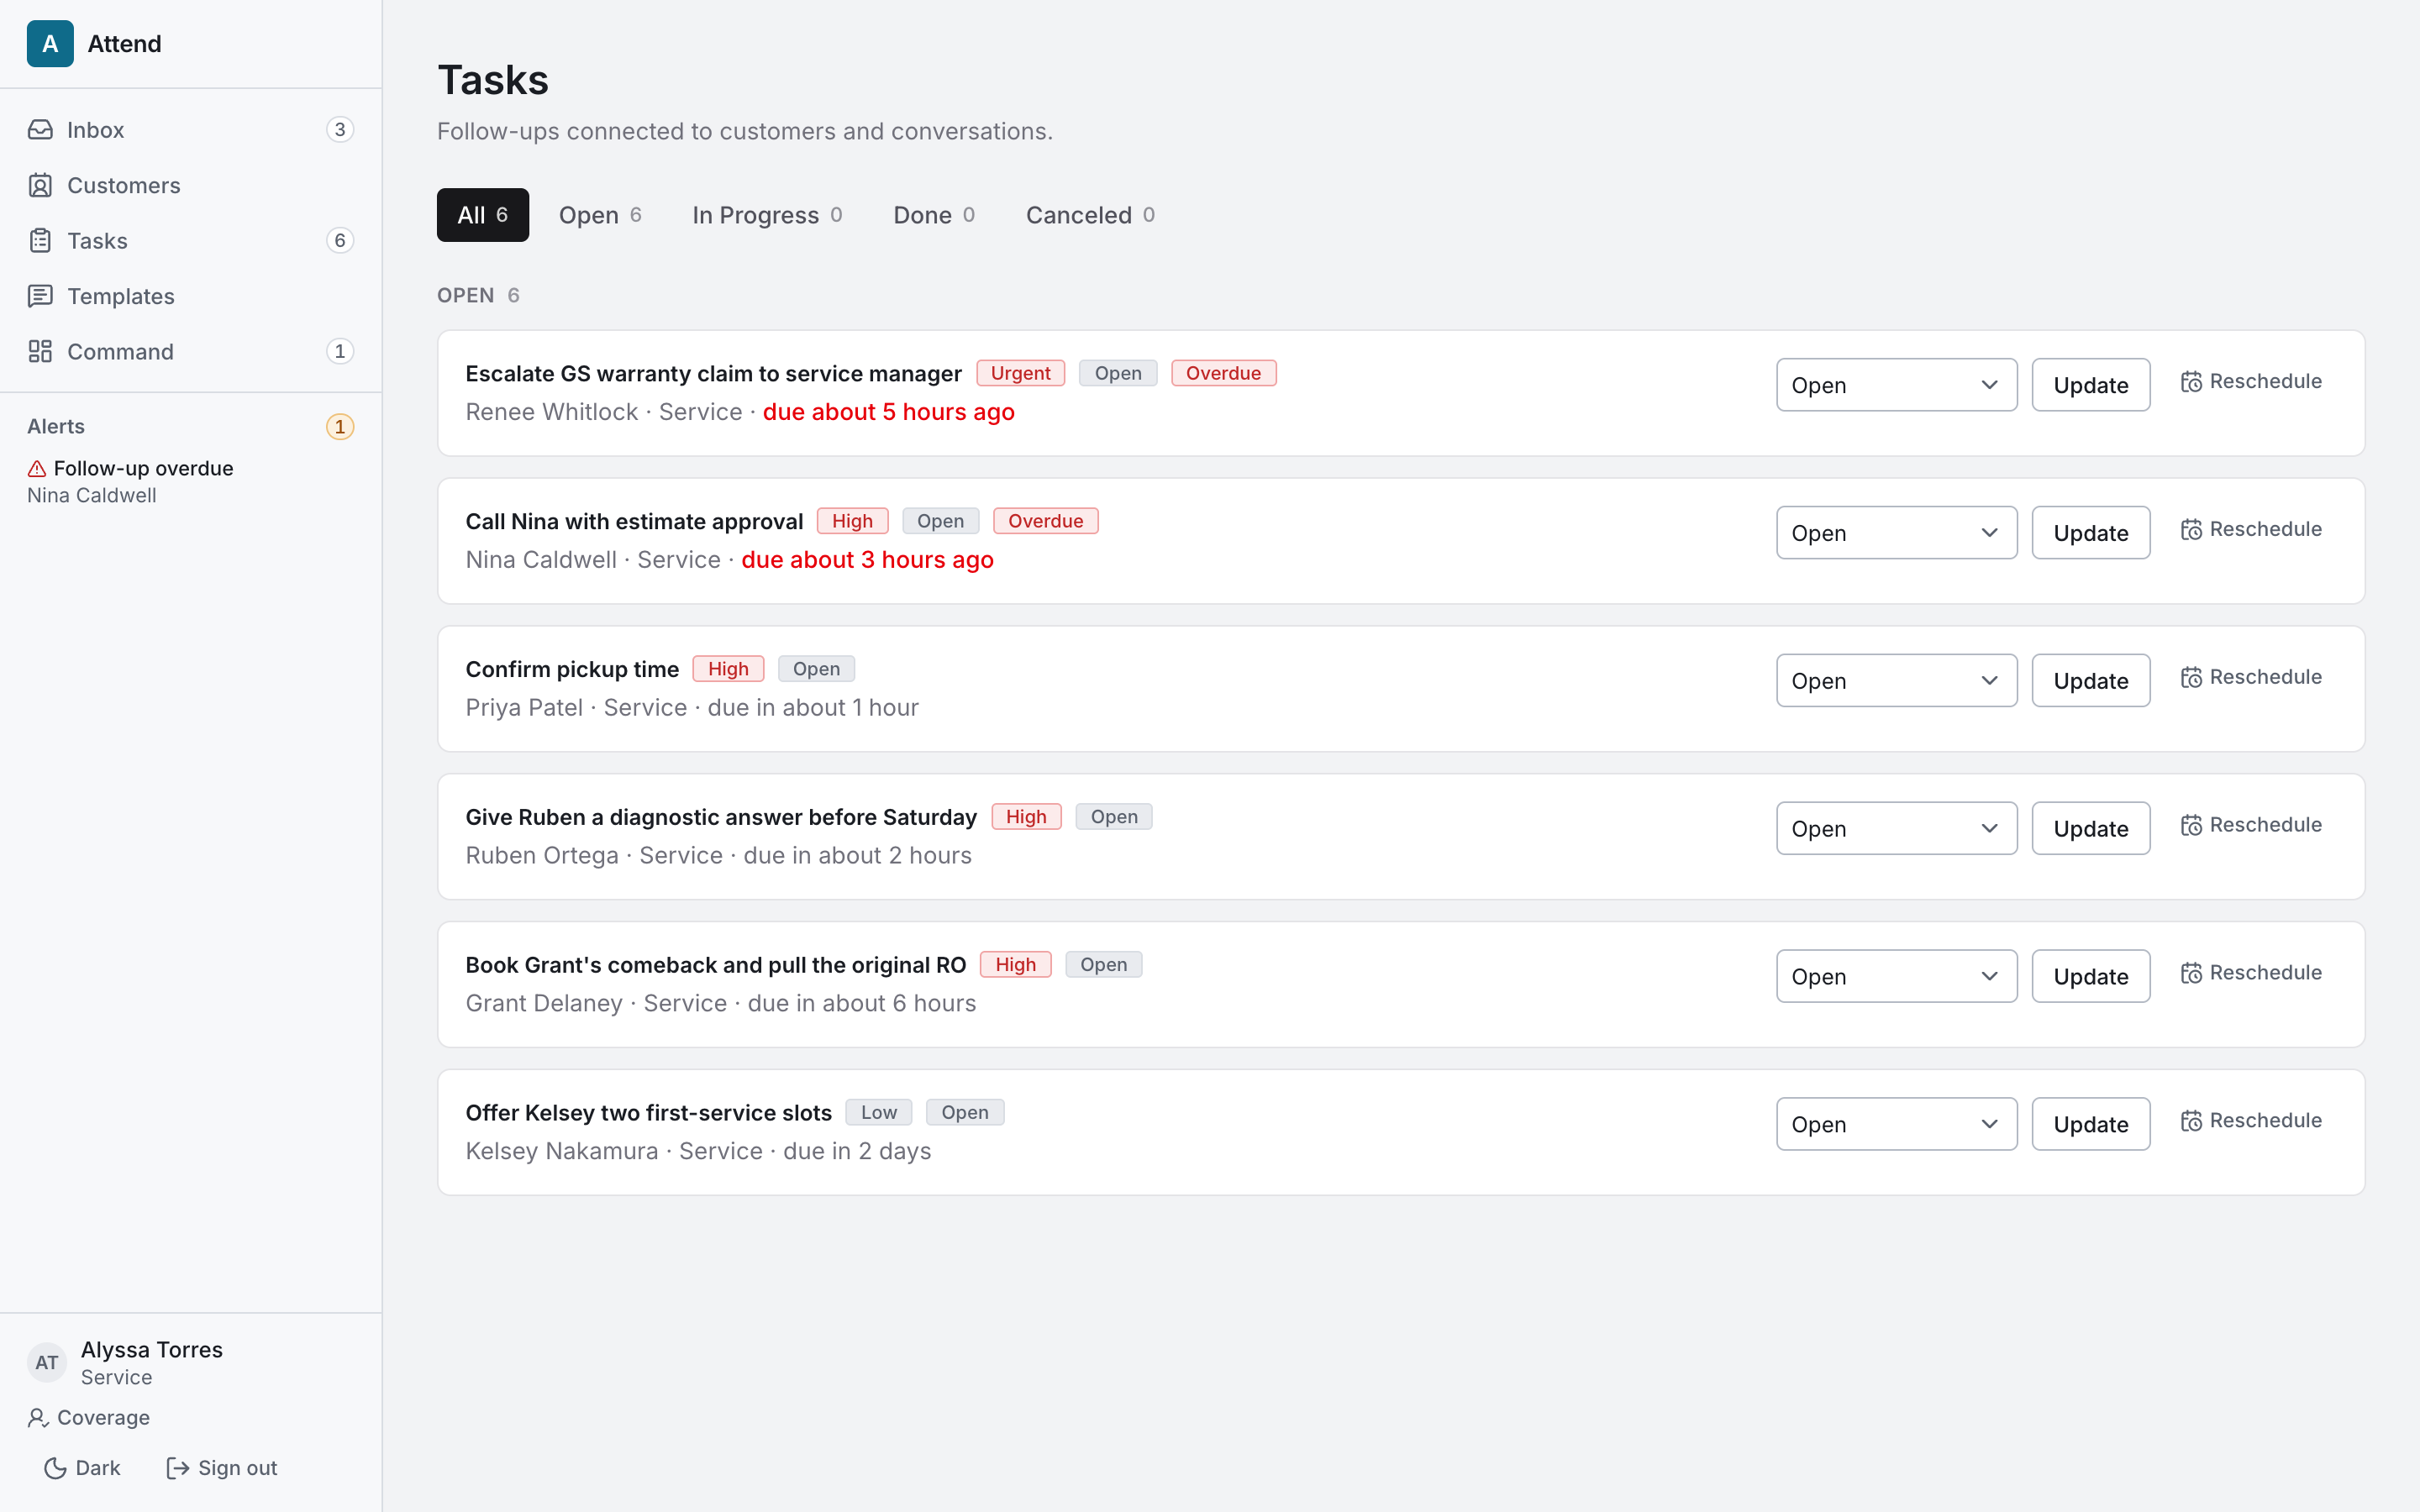 A Attend
Inbox 3
Customers
Tasks 6
Templates
Command 1
Alerts 1
Follow-up overdue
Nina Caldwell
AT Alyssa Torres
Service
Coverage
Dark Sign out
Tasks
Follow-ups connected to customers and conversations.
All 6 Open 6 In Progress 0 Done 0 Canceled 0
OPEN 6
Escalate GS warranty claim to service manager Urgent Open Overdue
Renee Whitlock · Service · due about 5 hours ago
Open Update Reschedule
Call Nina with estimate approval High Open Overdue
Nina Caldwell · Service · due about 3 hours ago
Open Update Reschedule
Confirm pickup time High Open
Priya Patel · Service · due in about 1 hour
Open Update Reschedule
Give Ruben a diagnostic answer before Saturday High Open
Ruben Ortega · Service · due in about 2 hours
Open Update Reschedule
Book Grant's comeback and pull the original RO High Open
Grant Delaney · Service · due in about 6 hours
Open Update Reschedule
Offer Kelsey two first-service slots Low Open
Kelsey Nakamura · Service · due in 2 days
Open Update Reschedule